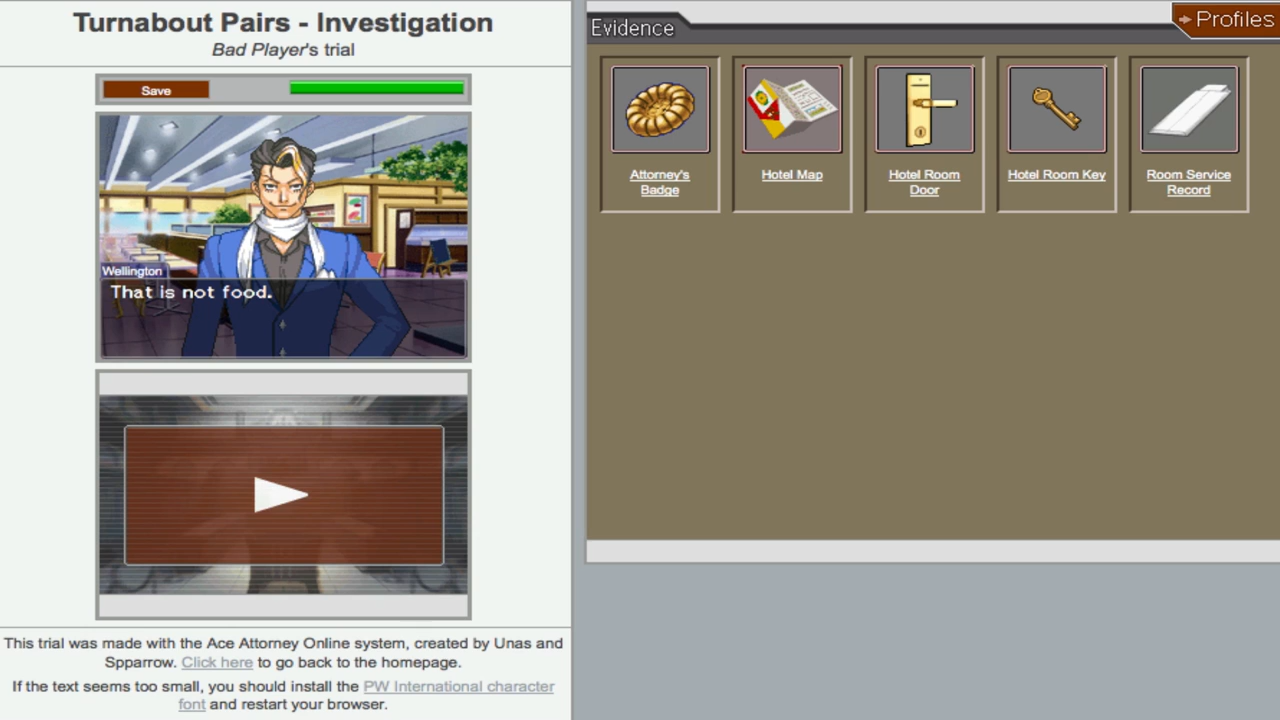 Turnabout Pairs - Investigation
Bad Player's trial
Save
Wellington
That is not food.
This trial was made with the Ace Attorney Online system, created by Unas and
Spparrow. Click here to go back to the homepage.
If the text seems too small, you should install the PW International character
font and restart your browser.
Evidence
Profiles
Attorney's
Badge
Hotel Map
Hotel Room
Door
Hotel Room Key
Room Service
Record